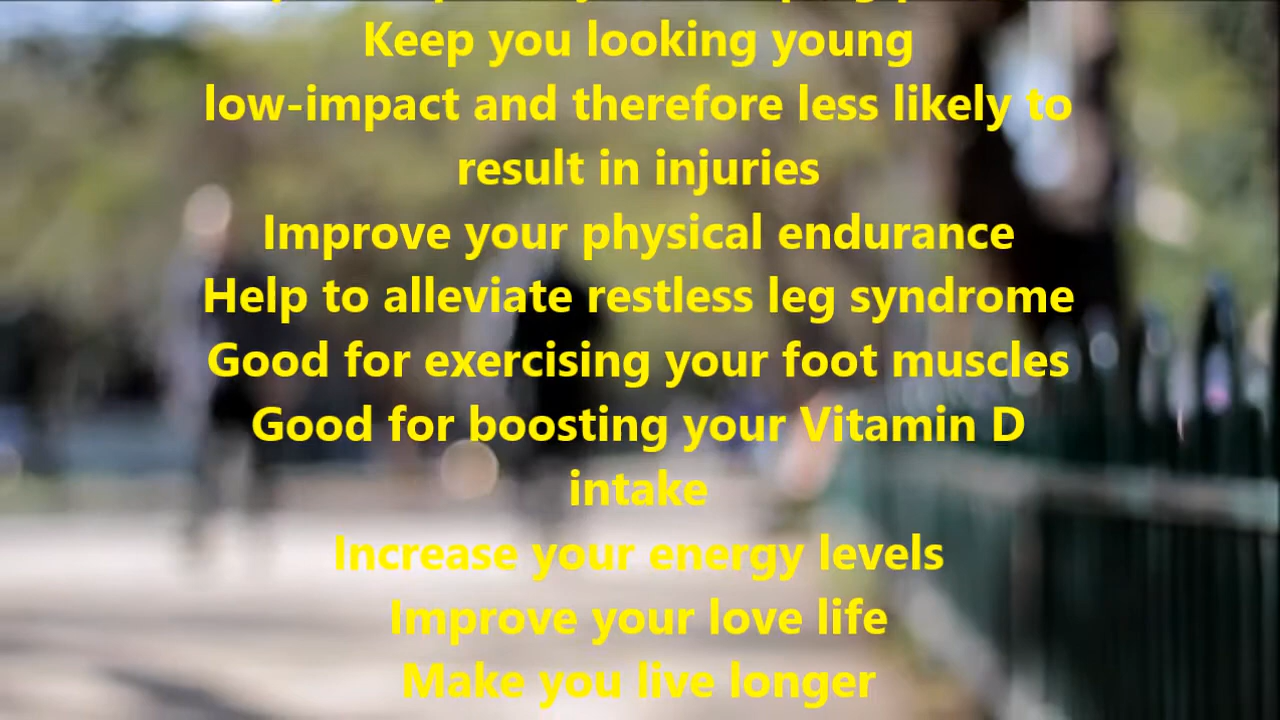 Keep you looking young
low-impact and therefore less likely to
result in injuries
Improve your physical endurance
Help to alleviate restless leg syndrome
Good for exercising your foot muscles
Good for boosting your Vitamin D
intake
Increase your energy levels
Improve your love life
Make you live longer